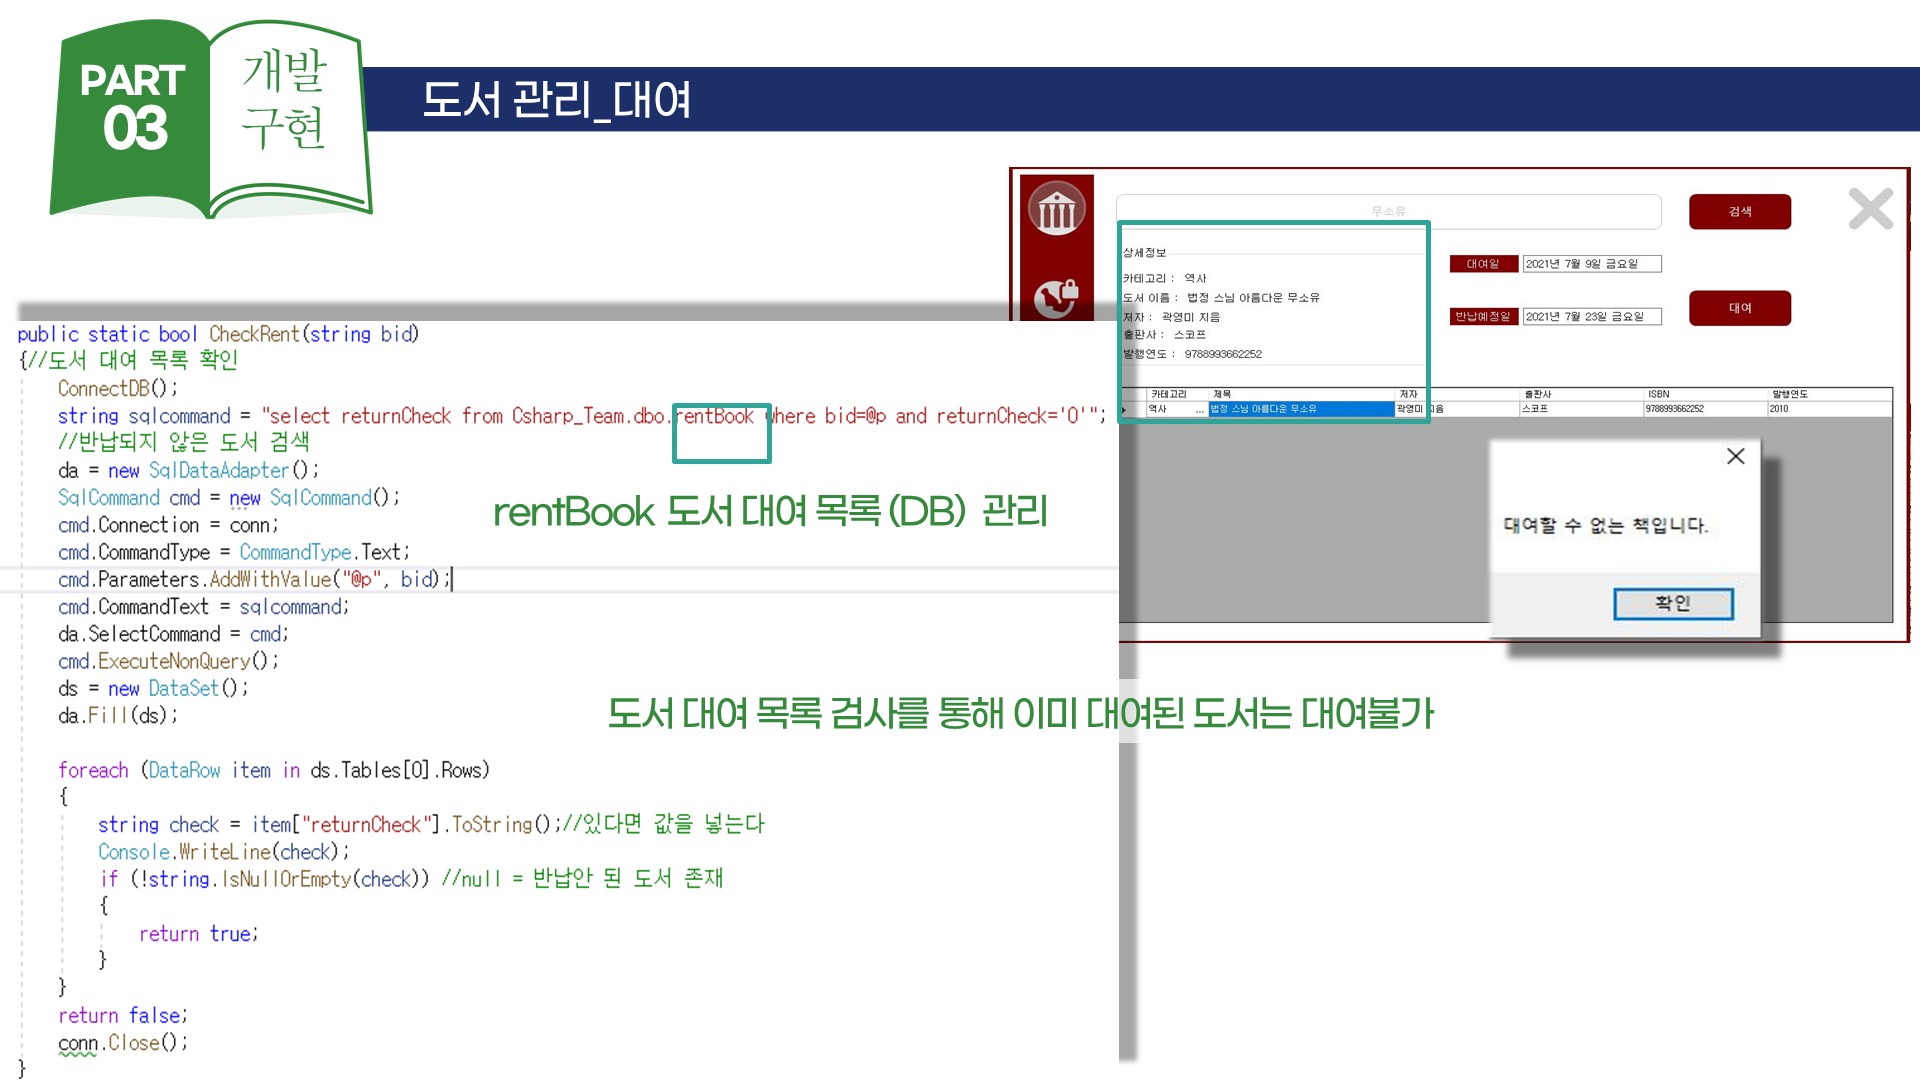 PART
03
개발
구현
도서 관리_대여
무소유
검색
상세정보
카테고리 : 역사
도서 이름 : 법정 스님 아름다운 무소유
저자 : 곽영미 지음
출판사 : 스코프
발행연도 : 9788993662252
대여일 2021년 7월 9일 금요일
대여
반납예정일 2021년 7월 23일 금요일
카테고리 제목 저자 출판사 ISBN 발행연도
역사 ... 법정 스님 아름다운 무소유 곽영미 지음 스코프 9788993662252 2010
대여할 수 없는 책입니다.
확인
public static bool CheckRent(string bid)
{//도서 대여 목록 확인
ConnectDB();
string sqlcommand = "select returnCheck from Csharp_Team.dbo.rentBook where bid=@p and returnCheck='0'";
//반납되지 않은 도서 검색
da = new SqlDataAdapter();
SqlCommand cmd = new SqlCommand();
cmd.Connection = conn;
cmd.CommandType = CommandType.Text;
cmd.Parameters.AddWithValue("@p", bid);
cmd.CommandText = sqlcommand;
da.SelectCommand = cmd;
cmd.ExecuteNonQuery();
ds = new DataSet();
da.Fill(ds);
foreach (DataRow item in ds.Tables[0].Rows)
{
string check = item["returnCheck"].ToString();//있다면 값을 넣는다
Console.WriteLine(check);
if (!string.IsNullOrEmpty(check)) //null = 반납안 된 도서 존재
{
return true;
}
}
return false;
conn.Close();
}
rentBook 도서 대여 목록 (DB) 관리
도서 대여 목록 검사를 통해 이미 대여된 도서는 대여불가